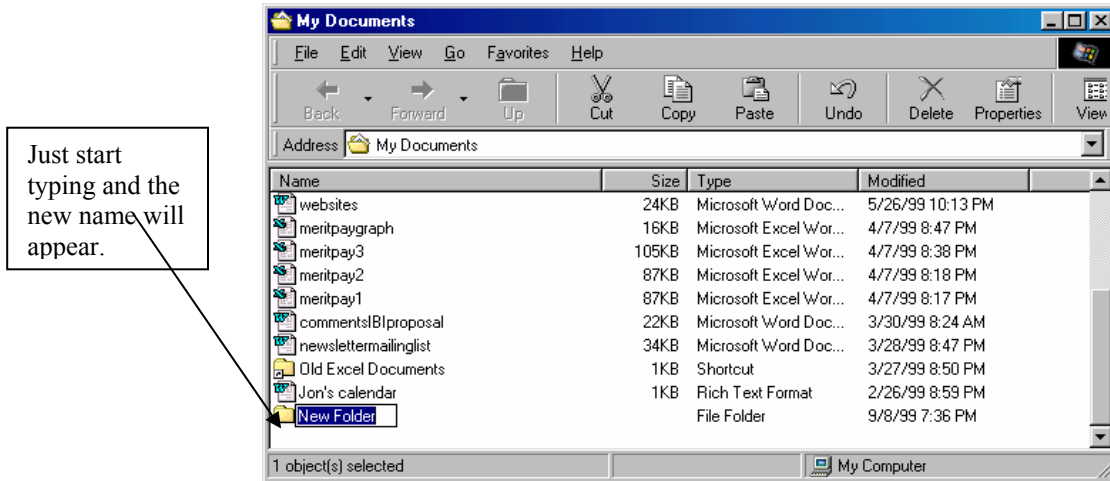 My Documents
File Edit View Go Favorites Help
Back Forward Up Cut Copy Paste Undo Delete Properties View
Address My Documents
Just start
typing and the
new name will
appear.
Name Size Type Modified
websites 24KB Microsoft Word Doc... 5/26/99 10:13 PM
meritpaygraph 16KB Microsoft Excel Wor... 4/7/99 8:47 PM
meritpay3 105KB Microsoft Excel Wor... 4/7/99 8:38 PM
meritpay2 87KB Microsoft Excel Wor... 4/7/99 8:18 PM
meritpay1 87KB Microsoft Excel Wor... 4/7/99 8:17 PM
commentsIBIproposal 22KB Microsoft Word Doc... 3/30/99 8:24 AM
newslettermailinglist 34KB Microsoft Word Doc... 3/28/99 8:47 PM
Old Excel Documents 1KB Shortcut 3/27/99 8:50 PM
Jon's calendar 1KB Rich Text Format 2/26/99 8:59 PM
New Folder File Folder 9/8/99 7:36 PM
1 object(s) selected My Computer